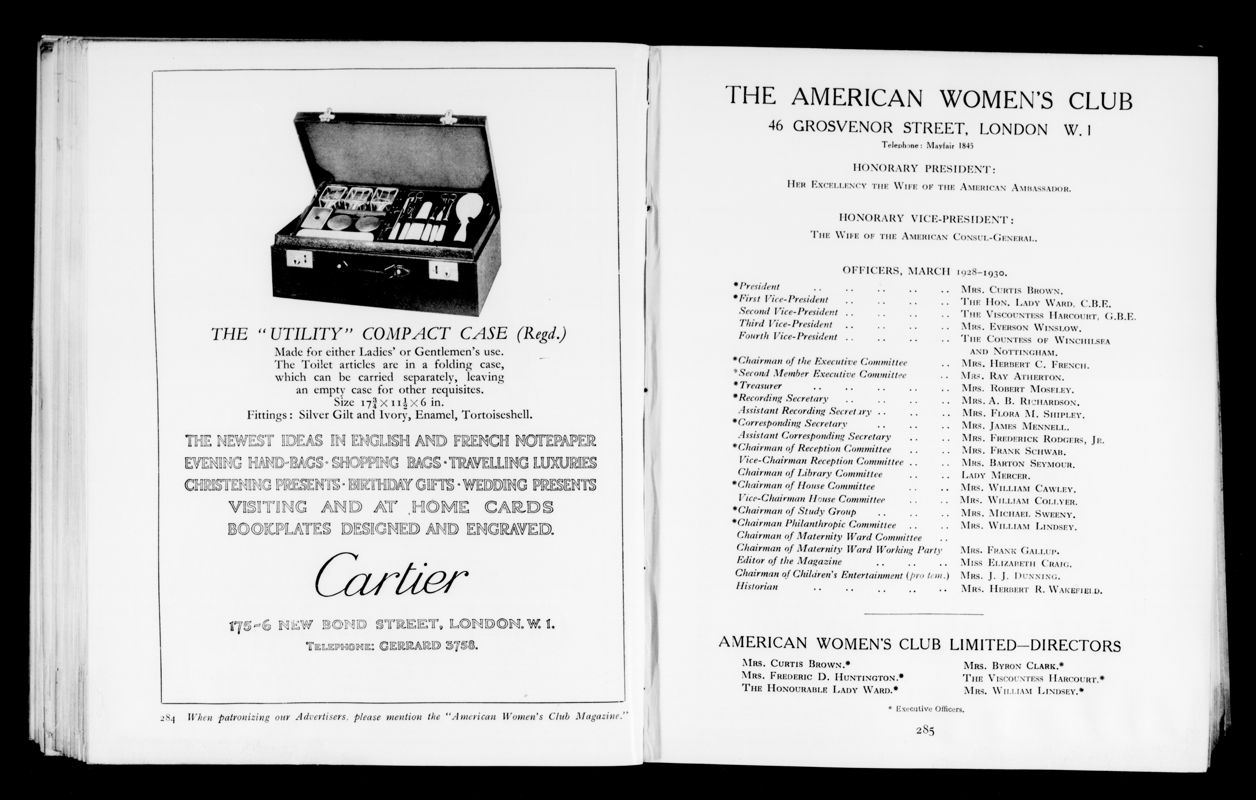 THE "UTILITY" COMPACT CASE (Regd.)
Made for either Ladies' or Gentlemen's use.
The Toilet articles are in a folding case,
which can be carried separately, leaving
an empty case for other requisites.
Size 17¾ × 11½ × 6 in.
Fittings: Silver Gilt and Ivory, Enamel, Tortoiseshell.
THE NEWEST IDEAS IN ENGLISH AND FRENCH NOTEPAPER
EVENING HAND-BAGS · SHOPPING BAGS · TRAVELLING LUXURIES
CHRISTENING PRESENTS · BIRTHDAY GIFTS · WEDDING PRESENTS
VISITING AND AT HOME CARDS
BOOKPLATES DESIGNED AND ENGRAVED.
Cartier
175-6 NEW BOND STREET, LONDON. W. 1.
TELEPHONE: GERRARD 3758.
284 When patronizing our Advertisers, please mention the "American Women's Club Magazine."
THE AMERICAN WOMEN'S CLUB
46 GROSVENOR STREET, LONDON W. 1
Telephone: Mayfair 1845
HONORARY PRESIDENT:
HER EXCELLENCY THE WIFE OF THE AMERICAN AMBASSADOR.
HONORARY VICE-PRESIDENT:
THE WIFE OF THE AMERICAN CONSUL-GENERAL.
OFFICERS, MARCH 1928-1930.
*President .. .. .. .. .. MRS. CURTIS BROWN.
*First Vice-President .. .. .. .. THE HON. LADY WARD, C.B.E.
Second Vice-President .. .. .. .. THE VISCOUNTESS HARCOURT, G.B.E.
Third Vice-President .. .. .. .. MRS. EVERSON WINSLOW.
Fourth Vice-President .. .. .. .. THE COUNTESS OF WINCHILSEA
AND NOTTINGHAM.
*Chairman of the Executive Committee .. MRS. HERBERT C. FRENCH.
*Second Member Executive Committee .. MRS. RAY ATHERTON.
*Treasurer .. .. .. .. .. MRS. ROBERT MOSELEY.
*Recording Secretary .. .. .. .. MRS. A. B. RICHARDSON.
Assistant Recording Secretary .. .. .. MRS. FLORA M. SHIPLEY.
*Corresponding Secretary .. .. .. MRS. JAMES MENNELL.
Assistant Corresponding Secretary .. .. MRS. FREDERICK RODGERS, JR.
*Chairman of Reception Committee .. .. MRS. FRANK SCHWAB.
Vice-Chairman Reception Committee .. .. MRS. BARTON SEYMOUR.
Chairman of Library Committee .. .. LADY MERCER.
*Chairman of House Committee .. .. MRS. WILLIAM CAWLEY.
Vice-Chairman House Committee .. .. MRS. WILLIAM COLLYER.
*Chairman of Study Group .. .. .. MRS. MICHAEL SWEENY.
*Chairman Philanthropic Committee .. .. MRS. WILLIAM LINDSEY.
Chairman of Maternity Ward Committee ..
Chairman of Maternity Ward Working Party MRS. FRANK GALLUP.
Editor of the Magazine .. .. .. MISS ELIZABETH CRAIG.
Chairman of Children's Entertainment (pro tem.) MRS. J. J. DUNNING.
Historian .. .. .. .. .. MRS. HERBERT R. WAKEFIELD.
AMERICAN WOMEN'S CLUB LIMITED—DIRECTORS
MRS. CURTIS BROWN.* MRS. BYRON CLARK.*
MRS. FREDERIC D. HUNTINGTON.* THE VISCOUNTESS HARCOURT.*
THE HONOURABLE LADY WARD.* MRS. WILLIAM LINDSEY.*
* Executive Officers.
285